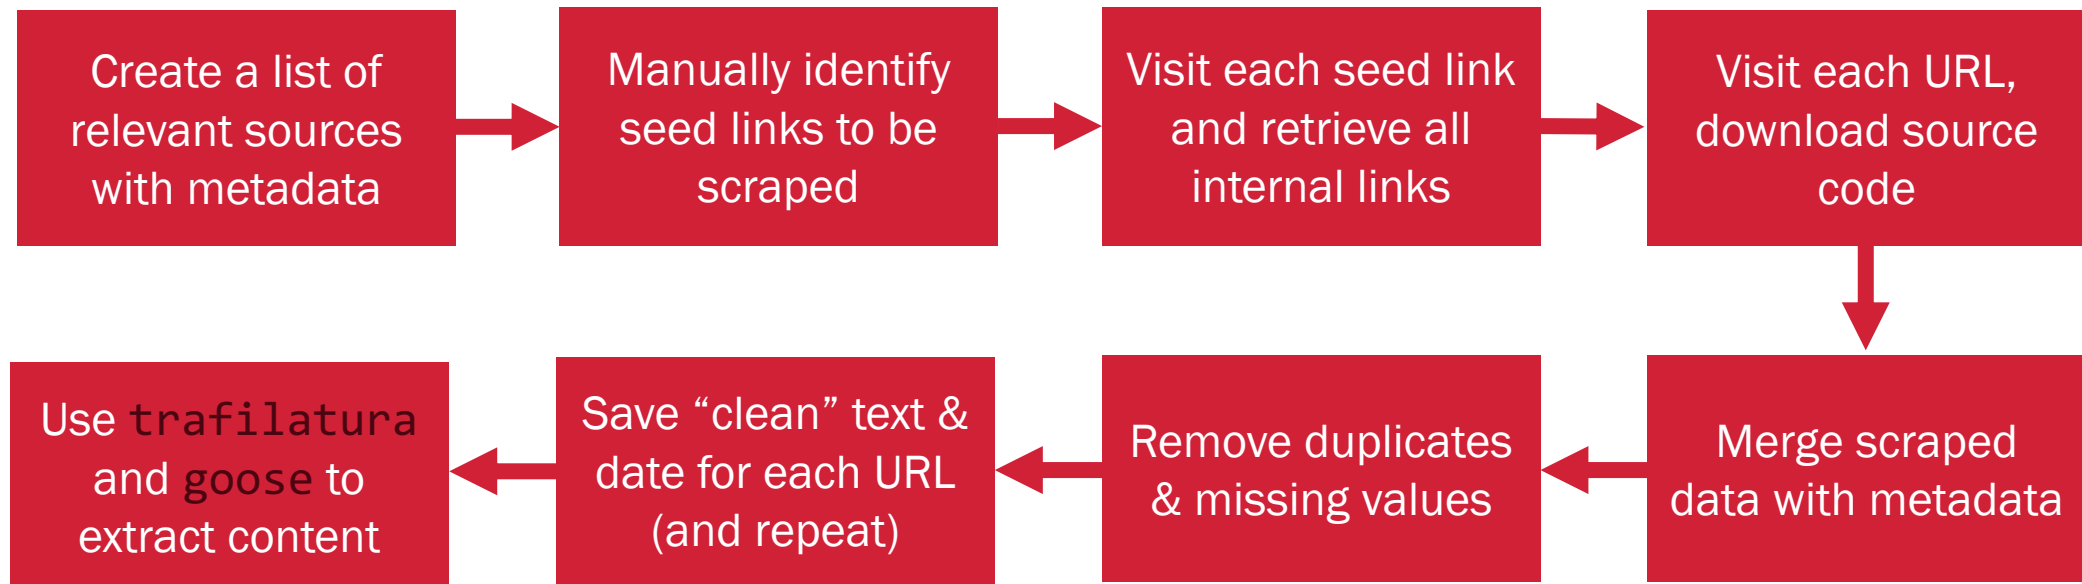 Create a list of
relevant sources
with metadata
Manually identify
seed links to be
scraped
Visit each seed link
and retrieve all
internal links
Visit each URL,
download source
code
Merge scraped
data with metadata
Remove duplicates
& missing values
Save “clean” text &
date for each URL
(and repeat)
Use trafilatura
and goose to
extract content